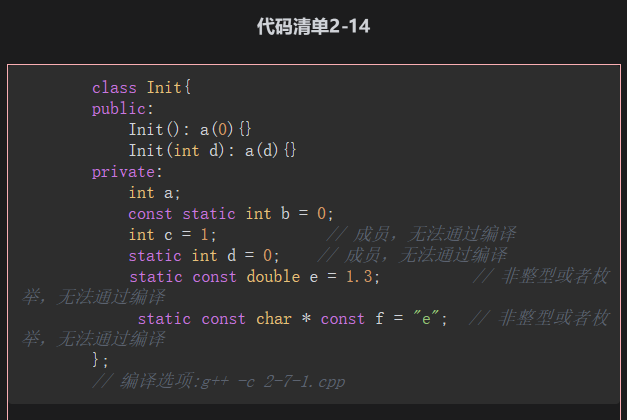 代码清单2-14
class Init{
public:
Init(): a(0){}
Init(int d): a(d){}
private:
int a;
const static int b = 0;
int c = 1; // 成员, 无法通过编译
static int d = 0; // 成员, 无法通过编译
static const double e = 1.3; // 非整型或者枚
举, 无法通过编译
static const char * const f = "e"; // 非整型或者枚
举, 无法通过编译
};
// 编译选项:g++ -c 2-7-1.cpp